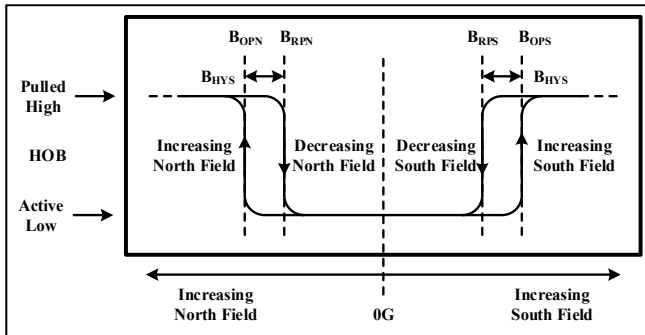 BOPN BRPN BRPS BOPS
BHYS BHYS
Pulled
High
HOB
Active
Low
Increasing
North Field
Decreasing
North Field
Decreasing
South Field
Increasing
South Field
Increasing
North Field
0G
Increasing
South Field